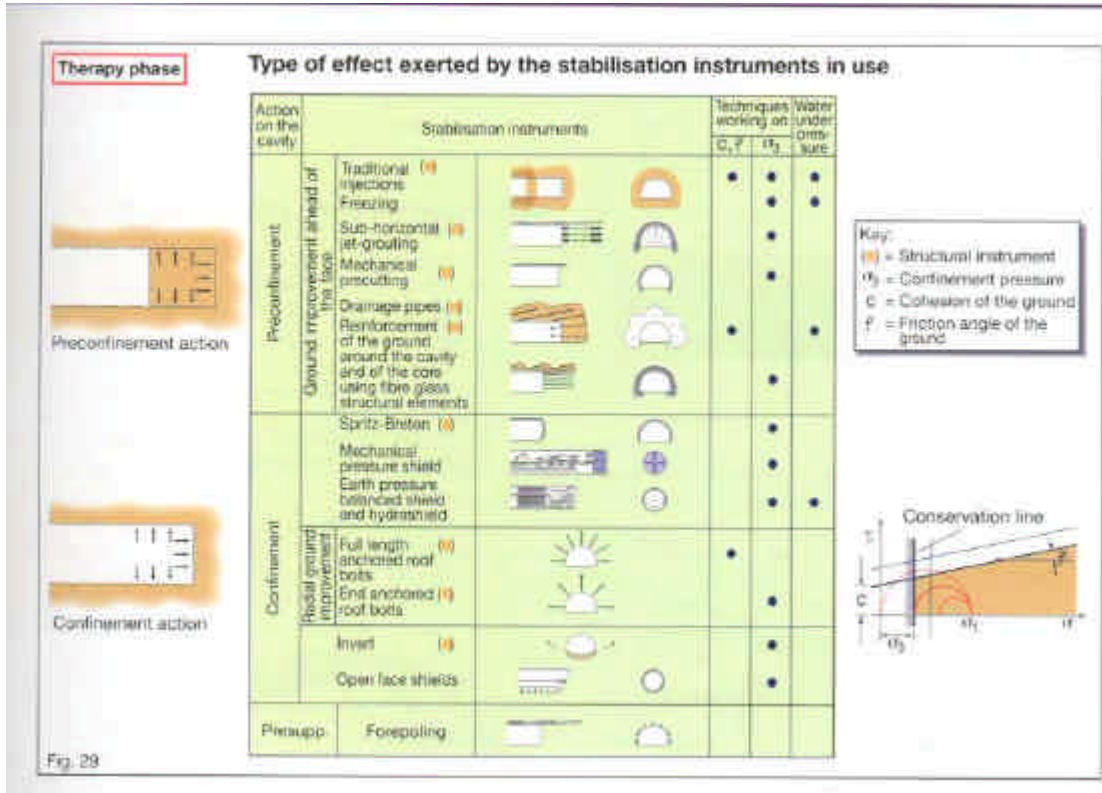 Therapy phase
Type of effect exerted by the stabilisation instruments in use
Action
on the
cavity
Stabilisation instruments
Techniques
working on
C, f
σ3
Water
under
pres-
sure
Preconfinement
Ground improvement ahead of
the face
Traditional
injections
Freezing
Sub-horizontal
jet-grouting
Mechanical
precutting
Drainage pipes
Reinforcement
of the ground
around the cavity
and of the core
using fibre glass
structural elements
Confinement
Spritz-Breton
Mechanical
pressure shield
Earth pressure
balanced shield
and hydroshield
Radial ground
improvement
Full length
anchored roof
bolts
End anchored
roof bolts
Invert
Open face shields
Presupp.
Forepoling
Preconfinement action
Confinement action
Key:
= Structural instrument
σ3 = Confinement pressure
c = Cohesion of the ground
f = Friction angle of the
ground
Conservation line
τ
C
σ3
σ1
σ
Fig. 29